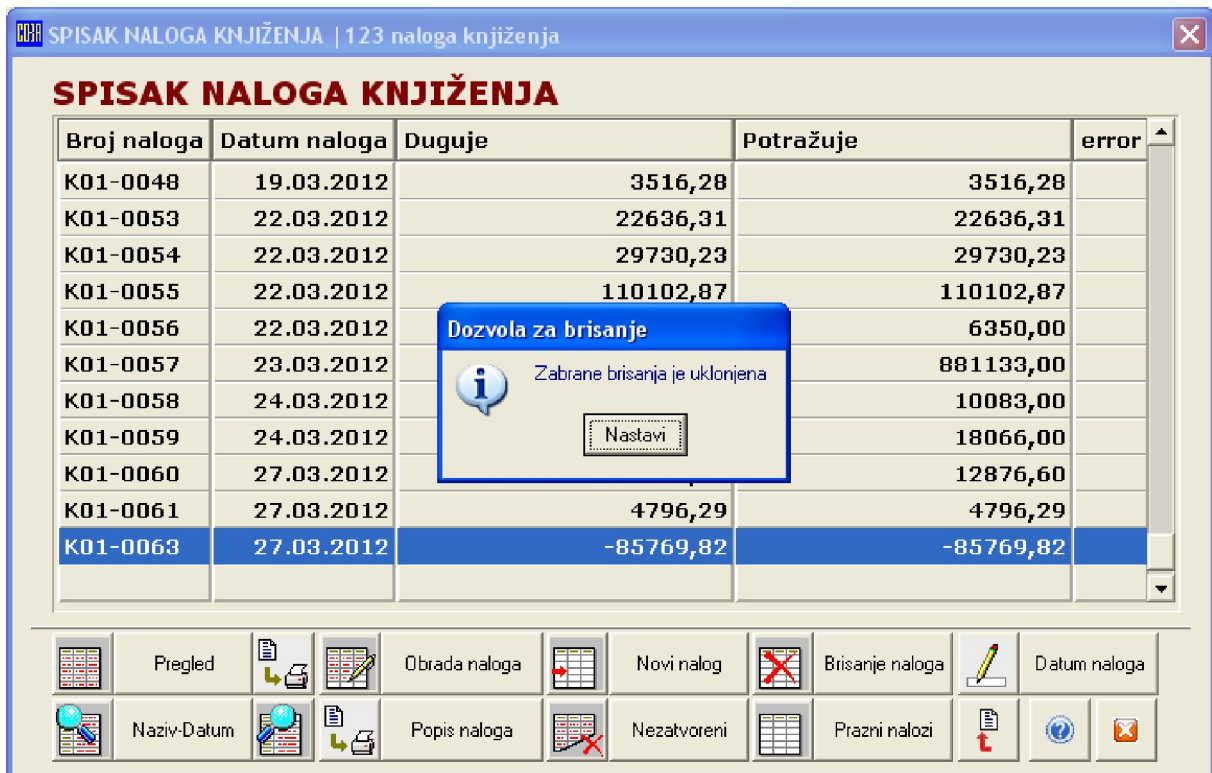 SPISAK NALOGA KNJIŽENJA | 123 naloga knjiženja
SPISAK NALOGA KNJIŽENJA
Broj naloga Datum naloga Duguje Potražuje error
K01-0048 19.03.2012 3516,28 3516,28
K01-0053 22.03.2012 22636,31 22636,31
K01-0054 22.03.2012 29730,23 29730,23
K01-0055 22.03.2012 110102,87 110102,87
K01-0056 22.03.2012 6350,00
K01-0057 23.03.2012 881133,00
K01-0058 24.03.2012 10083,00
K01-0059 24.03.2012 18066,00
K01-0060 27.03.2012 12876,60
K01-0061 27.03.2012 4796,29 4796,29
K01-0063 27.03.2012 -85769,82 -85769,82
Dozvola za brisanje
Zabrane brisanja je uklonjena
Nastavi
Pregled Obrada naloga Novi nalog Brisanje naloga Datum naloga
Naziv-Datum Popis naloga Nezatvoreni Prazni nalozi